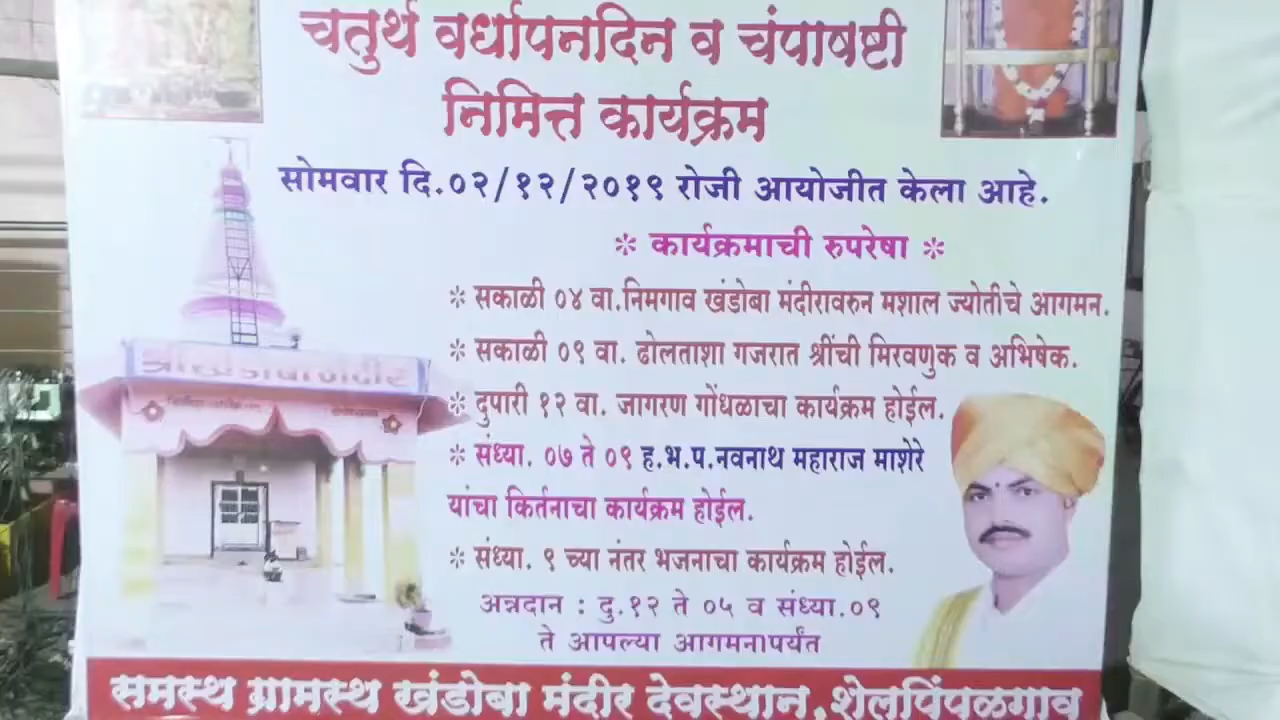 चतुर्थ वर्धापनदिन व चंपाषष्टी
निमित्त कार्यक्रम
सोमवार दि.०२/१२/२०१९ रोजी आयोजीत केला आहे.
* कार्यक्रमाची रुपरेषा *
* सकाळी ०४ वा.निमगाव खंडोबा मंदीरावरुन मशाल ज्योतीचे आगमन.
* सकाळी ०९ वा. ढोलताशा गजरात श्रींची मिरवणुक व अभिषेक.
* दुपारी १२ वा. जागरण गोंधळाचा कार्यक्रम होईल.
* संध्या. ०७ ते ०९ ह.भ.प.नवनाथ महाराज माशेरे
यांचा किर्तनाचा कार्यक्रम होईल.
* संध्या. ९ च्या नंतर भजनाचा कार्यक्रम होईल.
अन्नदान : दु.१२ ते ०५ व संध्या.०९
ते आपल्या आगमनापर्यंत
श्री खंडोबा मंदीर
समस्थ ग्रामस्थ खंडोबा मंदीर देवस्थान,शेलपिंपळगाव